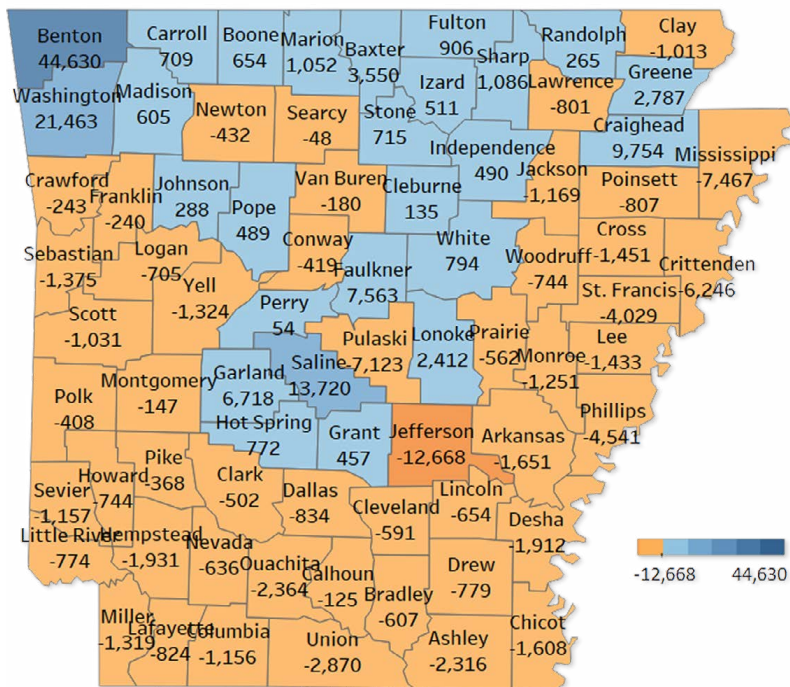 Benton
44,630
Carroll
709
Boone
654
Marion
1,052
Baxter
3,550
Fulton
906
Sharp
1,086
Randolph
265
Clay
-1,013
Greene
2,787
Washington
21,463
Madison
605
Newton
-432
Searcy
-48
Stone
715
Izard
511
Independence
490
Lawrence
-801
Craighead
9,754
Mississippi
-7,467
Crawford
-243
Franklin
-240
Johnson
288
Pope
489
Van Buren
-180
Cleburne
135
Jackson
-1,169
Poinsett
-807
Sebastian
-1,375
Logan
-705
Yell
-1,324
Conway
-419
Faulkner
7,563
White
794
Woodruff
-744
Cross
-1,451
Crittenden
-6,246
St. Francis
-4,029
Scott
-1,031
Perry
54
Pulaski
-7,123
Lonoke
2,412
Prairie
-562
Monroe
-1,251
Lee
-1,433
Polk
-408
Montgomery
-147
Garland
6,718
Saline
13,720
Hot Spring
772
Grant
457
Jefferson
-12,668
Arkansas
-1,651
Phillips
-4,541
Sevier
-1,157
Howard
-744
Pike
-368
Clark
-502
Dallas
-834
Cleveland
-591
Lincoln
-654
Desha
-1,912
Little River
-774
Hempstead
-1,931
Nevada
-636
Ouachita
-2,364
Calhoun
-125
Bradley
-607
Drew
-779
Miller
-1,319
Lafayette
-824
Columbia
-1,156
Union
-2,870
Ashley
-2,316
Chicot
-1,608
-12,668
44,630